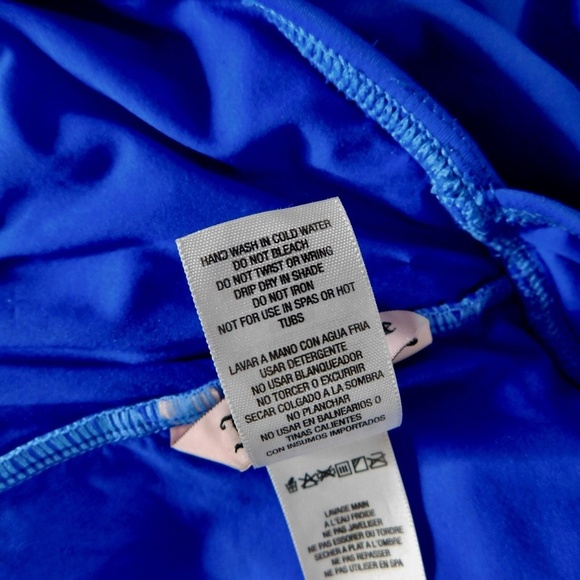 HAND WASH IN COLD WATER
DO NOT BLEACH
DO NOT TWIST OR WRING
DRIP DRY IN SHADE
DO NOT IRON
NOT FOR USE IN SPAS OR HOT
TUBS
LAVAR A MANO CON AGUA FRIA
USAR DETERGENTE
NO USAR BLANQUEADOR
NO TORCER O EXCURRIR
SECAR COLGADO A LA SOMBRA
NO PLANCHAR
NO USAR EN BALNEARIOS O
TINAS CALIENTES
CON INSUMOS IMPORTADOS
LAVAGE MAIN
A L'EAU FROIDE
NE PAS JAVELISER
NE PAS ESSORER OU TORDRE
SECHER A PLAT A L'OMBRE
NE PAS REPASSER
NE PAS UTILISER EN SPA